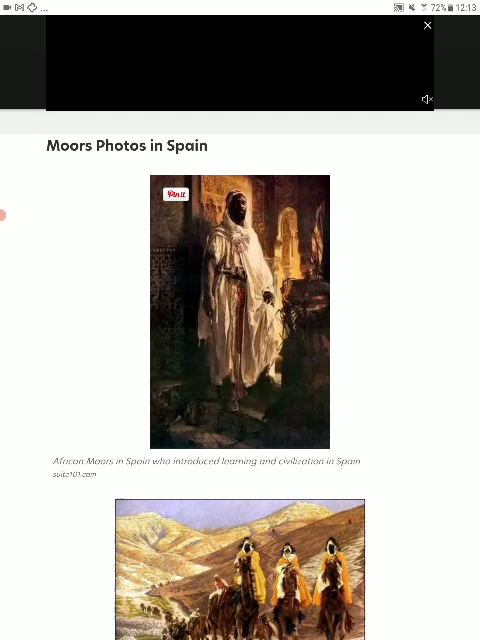 ... 72% 12:13
Moors Photos in Spain
Pin it
African Moors in Spain who introduced learning and civilization in Spain
suite101.com